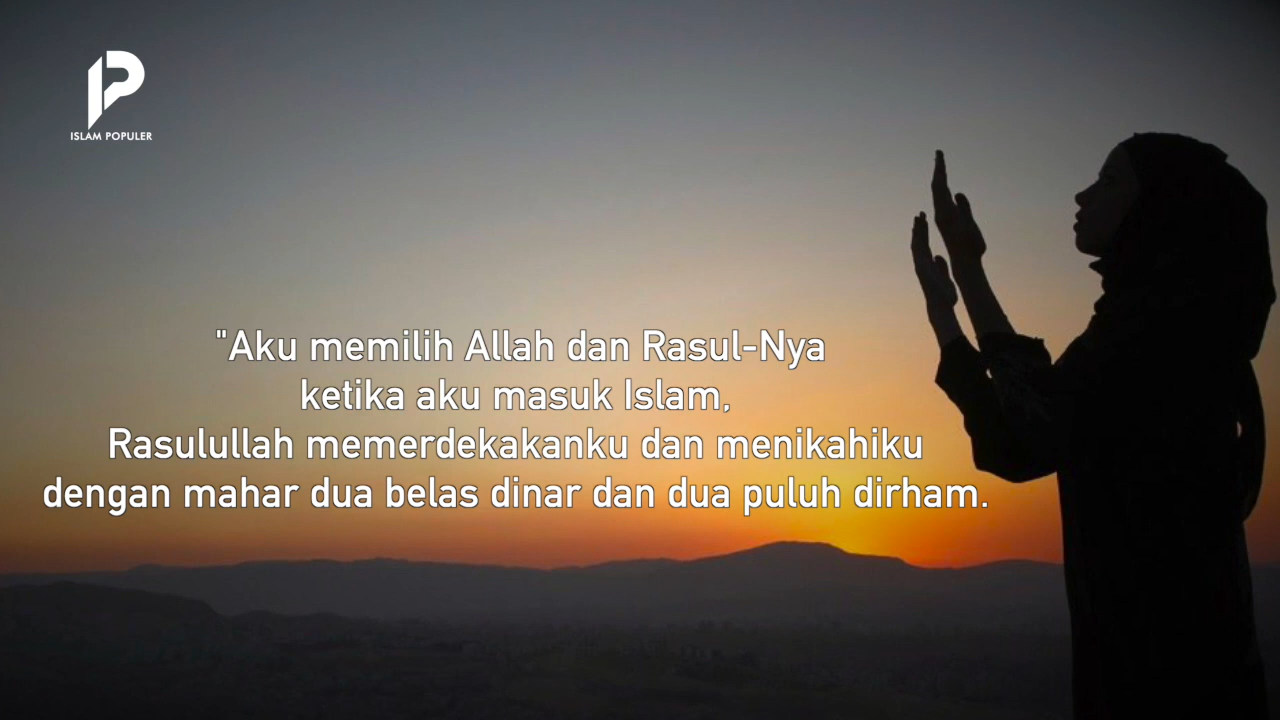 ISLAM POPULER
"Aku memilih Allah dan Rasul-Nya
ketika aku masuk Islam,
Rasulullah memerdekakanku dan menikahiku
dengan mahar dua belas dinar dan dua puluh dirham.